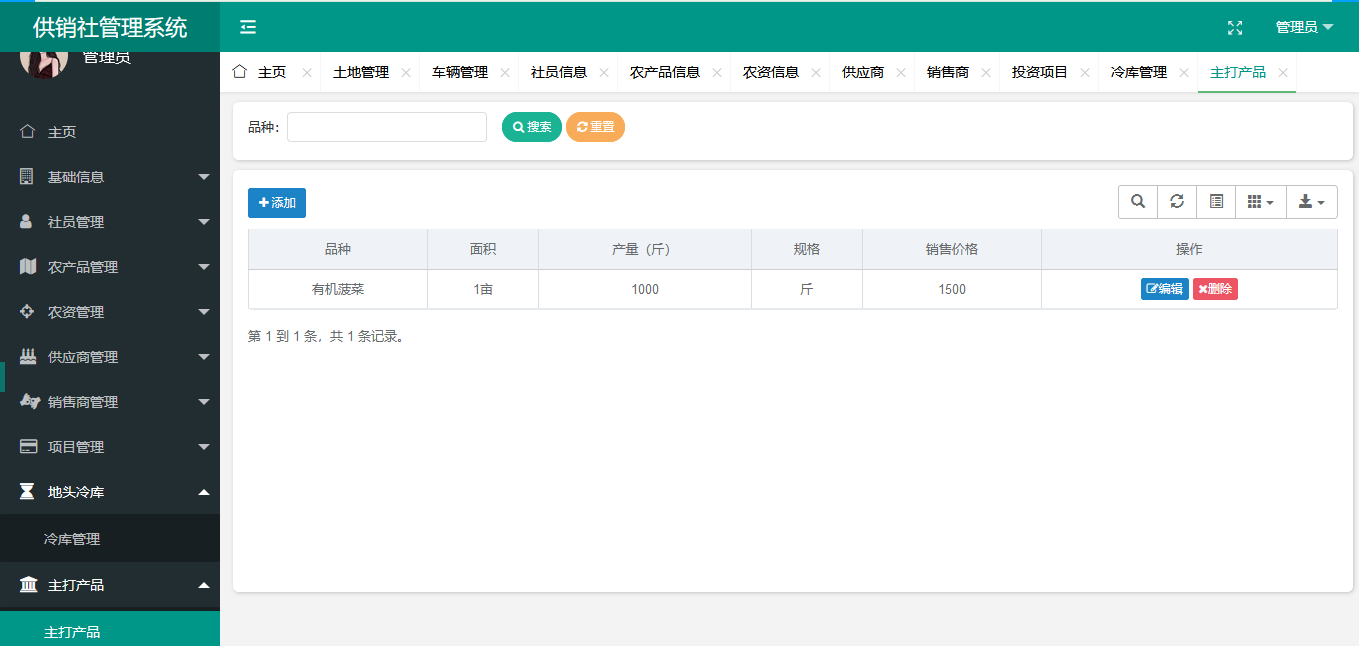 供销社管理系统
管理员
管理员
主页
土地管理
车辆管理
社员信息
农产品信息
农资信息
供应商
销售商
投资项目
冷库管理
主打产品
主页
基础信息
社员管理
农产品管理
农资管理
供应商管理
销售商管理
项目管理
地头冷库
冷库管理
主打产品
主打产品
品种：
搜索
重置
添加
品种 面积 产量（斤） 规格 销售价格 操作
有机菠菜 1亩 1000 斤 1500 编辑 删除
第 1 到 1 条，共 1 条记录。